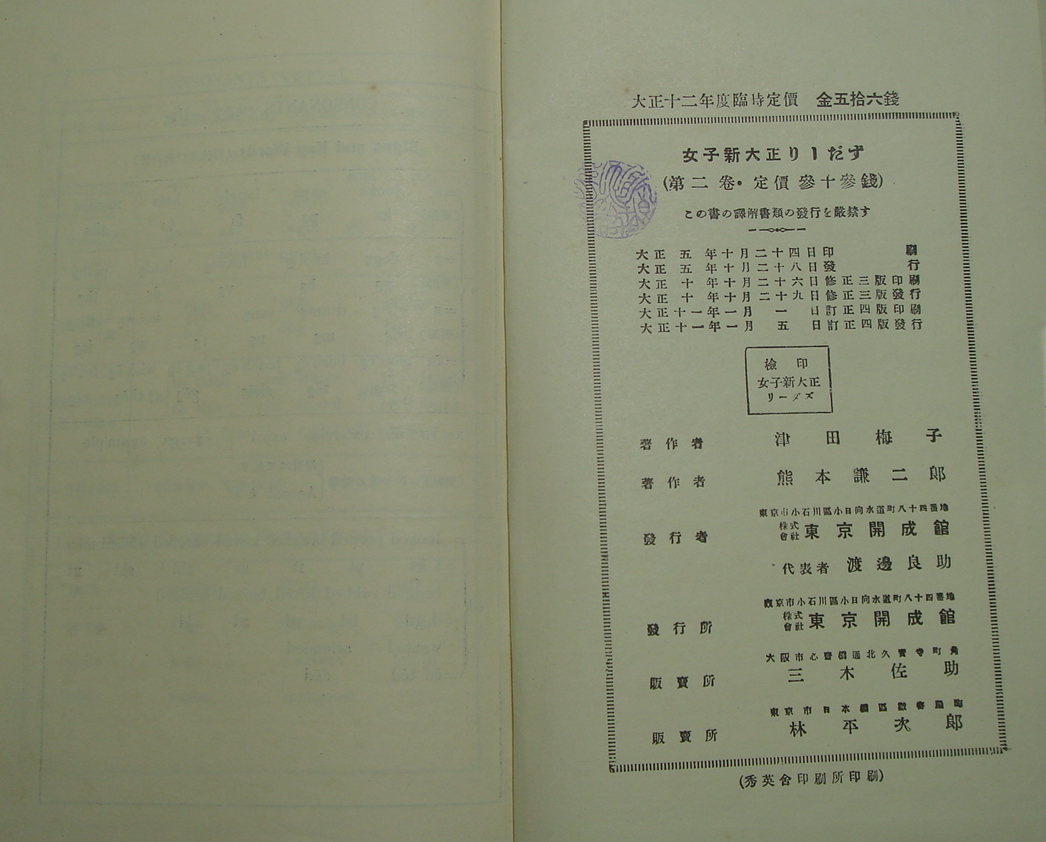 大正十二年度臨時定價 金五拾六錢
女子新大正りーだず
(第二卷・定價參十參錢)
この書の譯解書類の發行を嚴禁す
大正五年十月二十四日印刷
大正五年十月二十八日發行
大正十年十月二十六日修正三版印刷
大正十年十月二十九日修正三版發行
大正十一年一月一日訂正四版印刷
大正十一年一月五日訂正四版發行
檢印
女子新大正
リーダズ
著作者 津田梅子
著作者 熊本謙二郎
東京市小石川區小日向水道町八十四番地
發行者 株式會社 東京開成館
代表者 渡邊良助
東京市小石川區小日向水道町八十四番地
發行所 株式會社 東京開成館
大阪市心齋橋通北久寶寺町角
販賣所 三木佐助
東京市日本橋區數寄屋町
販賣所 林平次郎
(秀英舍印刷所印刷)